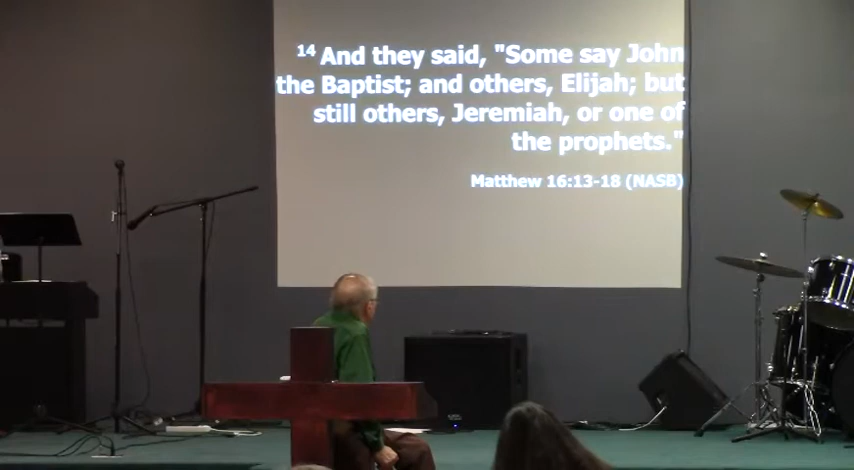 14 And they said, "Some say John
the Baptist; and others, Elijah; but
still others, Jeremiah, or one of
the prophets."
Matthew 16:13-18 (NASB)